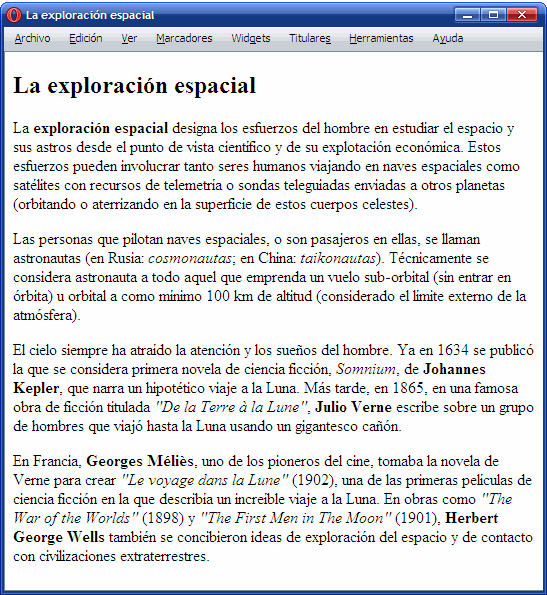 La exploración espacial
Archivo Edición Ver Marcadores Widgets Titulares Herramientas Ayuda
La exploración espacial
La exploración espacial designa los esfuerzos del hombre en estudiar el espacio y
sus astros desde el punto de vista científico y de su explotación económica. Estos
esfuerzos pueden involucrar tanto seres humanos viajando en naves espaciales como
satélites con recursos de telemetría o sondas teleguiadas enviadas a otros planetas
(orbitando o aterrizando en la superficie de estos cuerpos celestes).
Las personas que pilotan naves espaciales, o son pasajeros en ellas, se llaman
astronautas (en Rusia: cosmonautas; en China: taikonautas). Técnicamente se
considera astronauta a todo aquel que emprenda un vuelo sub-orbital (sin entrar en
órbita) u orbital a como mínimo 100 km de altitud (considerado el límite externo de la
atmósfera).
El cielo siempre ha atraído la atención y los sueños del hombre. Ya en 1634 se publicó
la que se considera primera novela de ciencia ficción, Somnium, de Johannes
Kepler, que narra un hipotético viaje a la Luna. Más tarde, en 1865, en una famosa
obra de ficción titulada "De la Terre à la Lune", Julio Verne escribe sobre un grupo
de hombres que viajó hasta la Luna usando un gigantesco cañón.
En Francia, Georges Méliès, uno de los pioneros del cine, tomaba la novela de
Verne para crear "Le voyage dans la Lune" (1902), una de las primeras películas de
ciencia ficción en la que describía un increíble viaje a la Luna. En obras como "The
War of the Worlds" (1898) y "The First Men in The Moon" (1901), Herbert
George Wells también se concibieron ideas de exploración del espacio y de contacto
con civilizaciones extraterrestres.